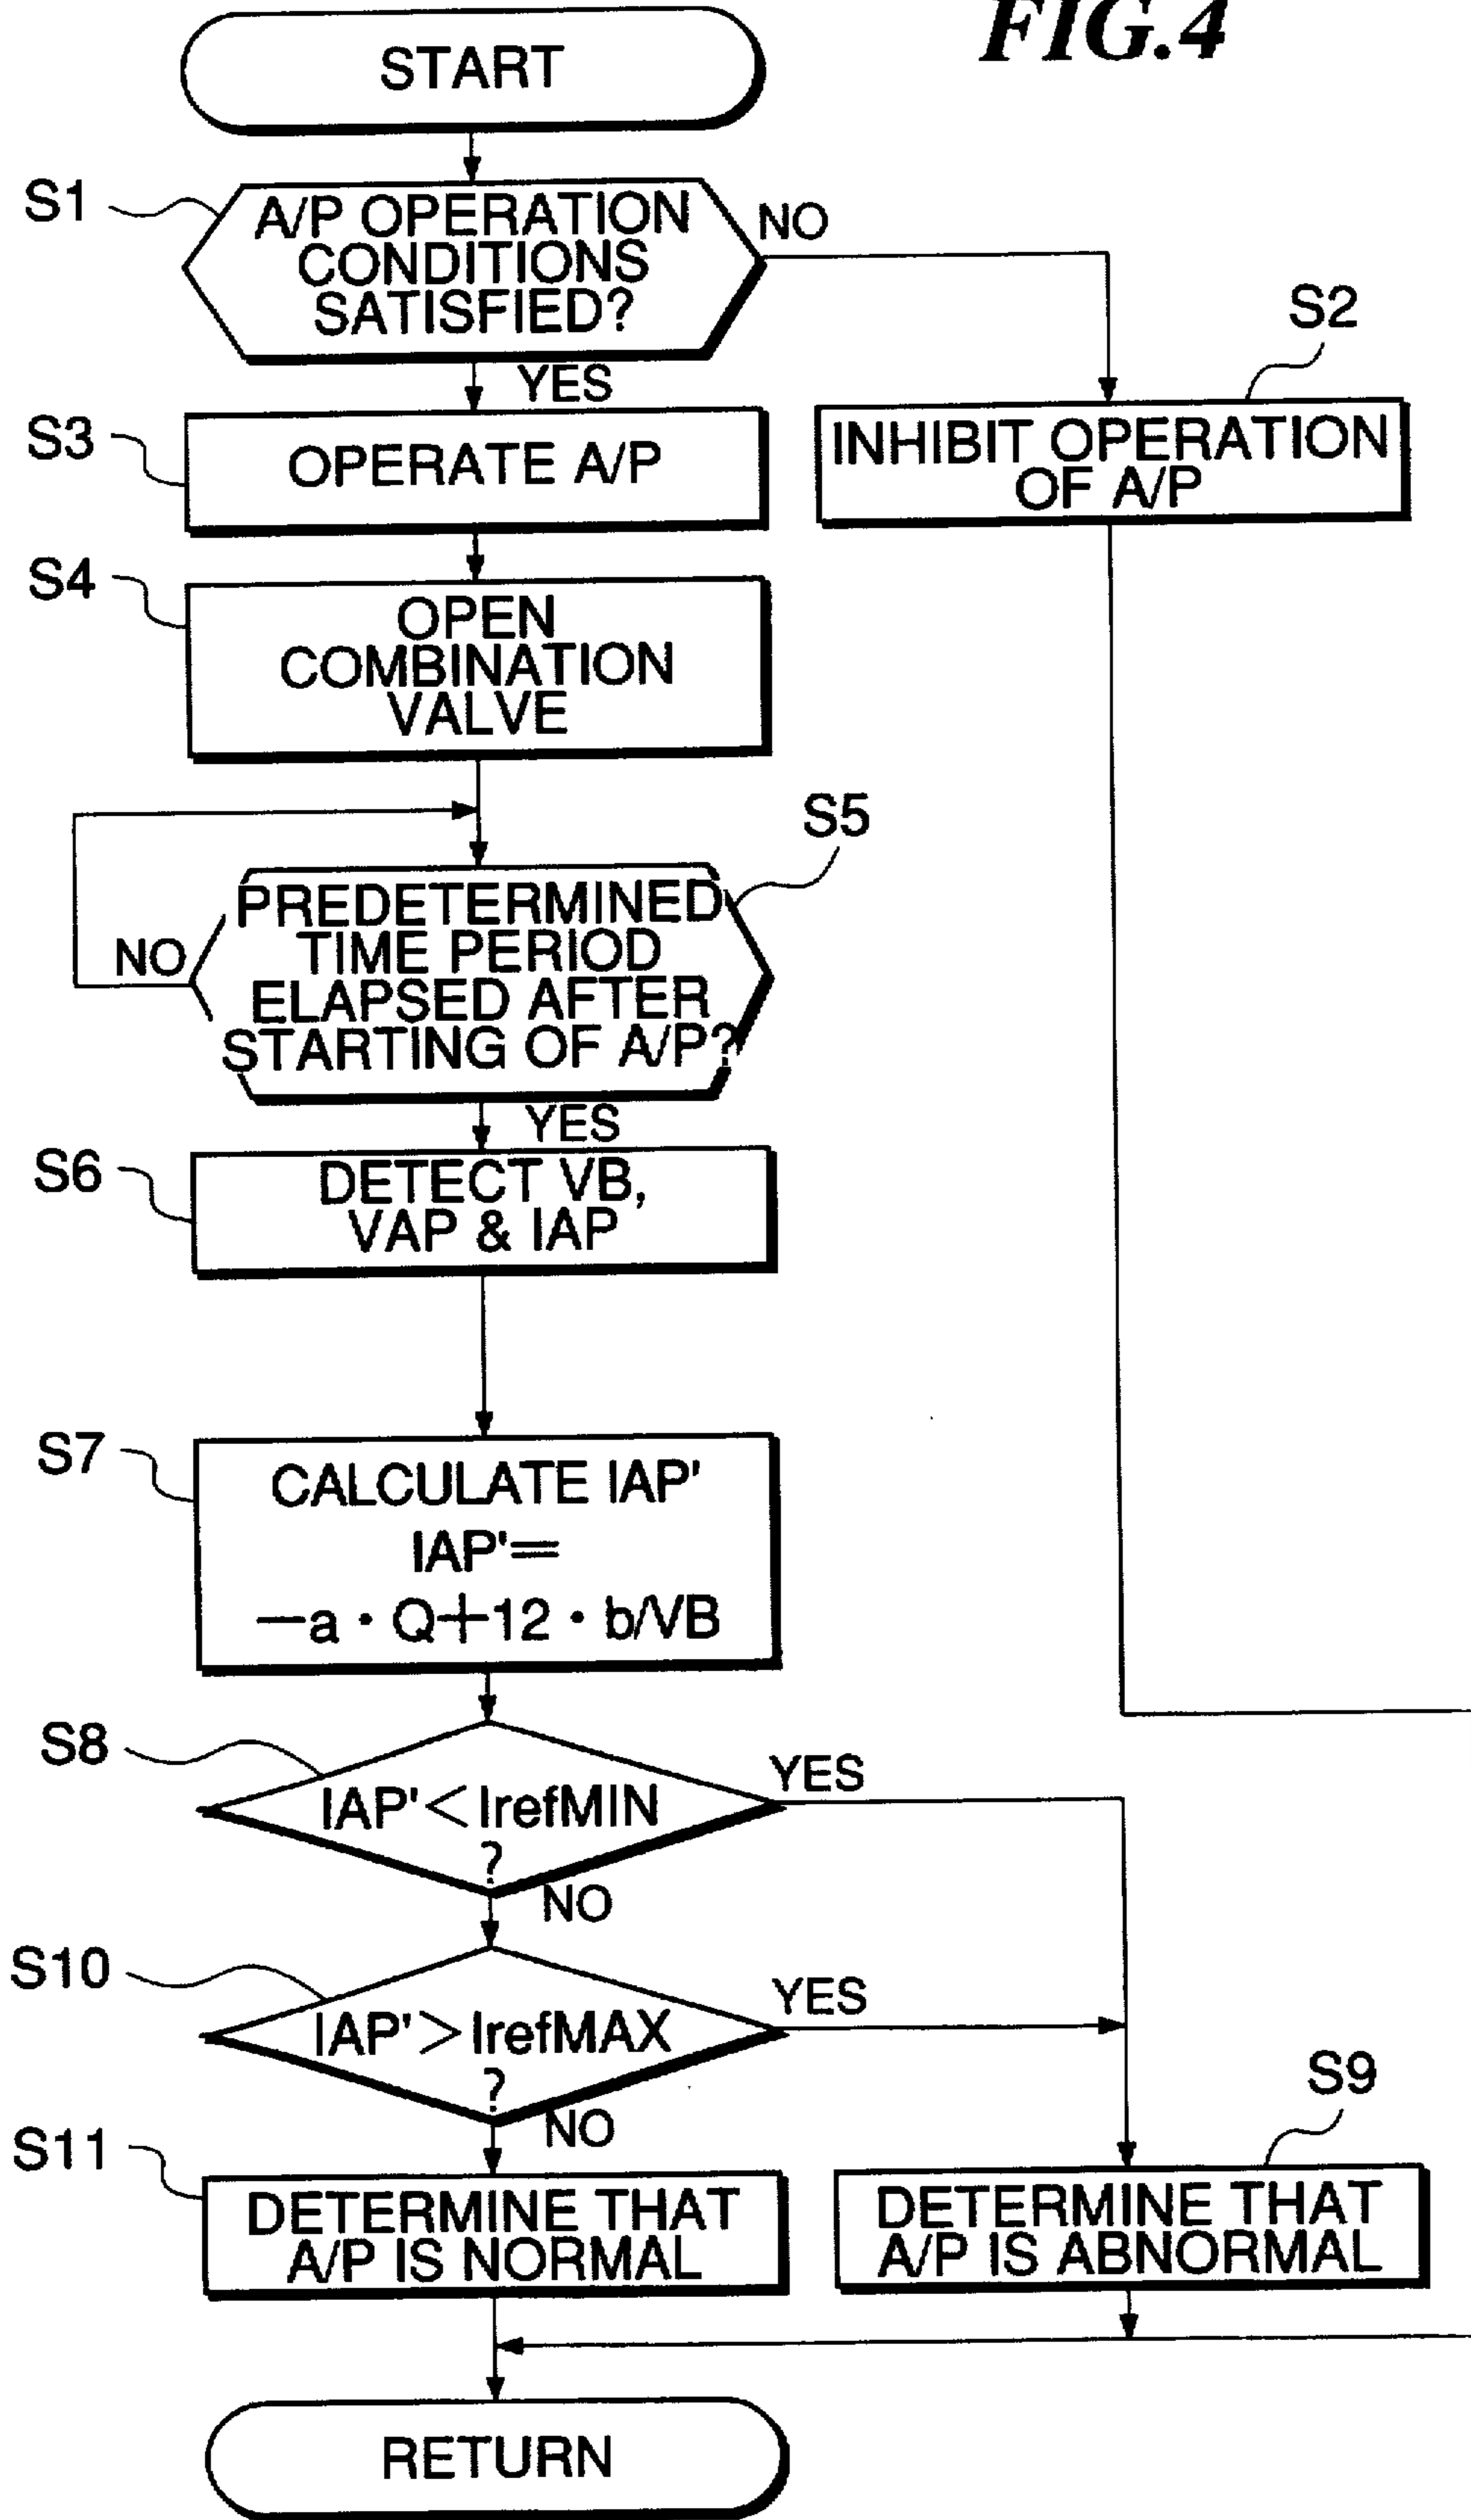 FIG.4
START
S1
A/P OPERATION
CONDITIONS
SATISFIED?
NO
YES
S2
INHIBIT OPERATION
OF A/P
S3
OPERATE A/P
S4
OPEN
COMBINATION
VALVE
S5
PREDETERMINED
TIME PERIOD
ELAPSED AFTER
STARTING OF A/P?
NO
YES
S6
DETECT VB,
VAP & IAP
S7
CALCULATE IAP'
IAP'=
−a・Q+12・b/VB
S8
IAP'<IrefMIN
?
YES
NO
S10
IAP'>IrefMAX
?
YES
NO
S11
DETERMINE THAT
A/P IS NORMAL
S9
DETERMINE THAT
A/P IS ABNORMAL
RETURN